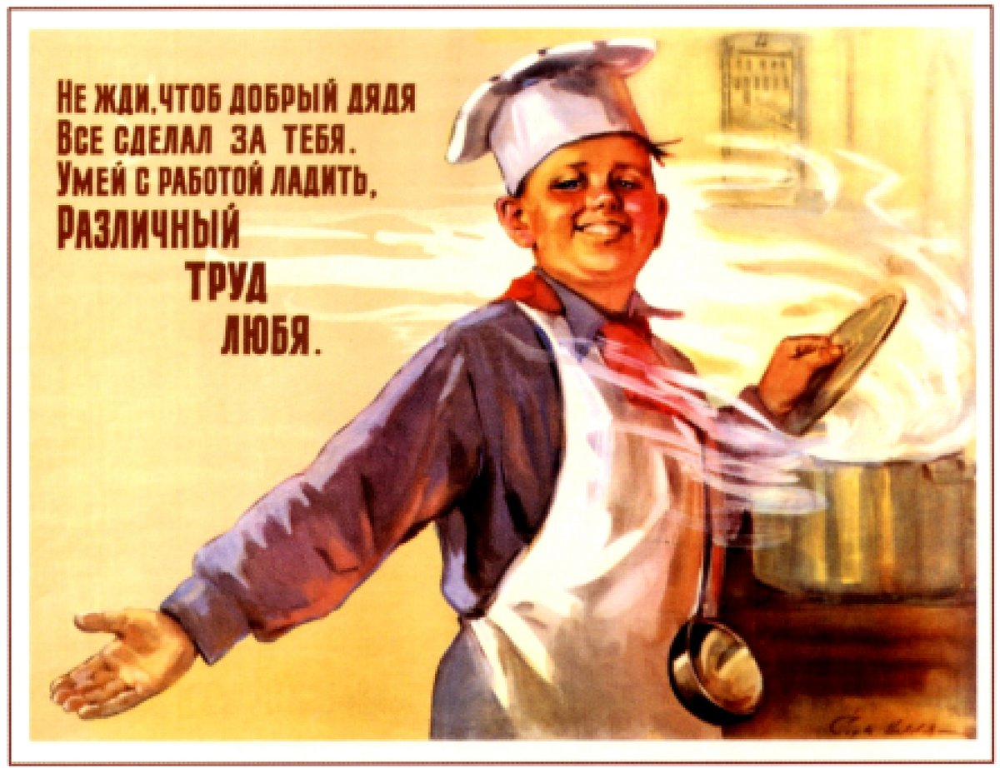 Не жди, чтоб добрый дядя
Все сделал за тебя.
Умей с работой ладить,
Различный
труд
любя.